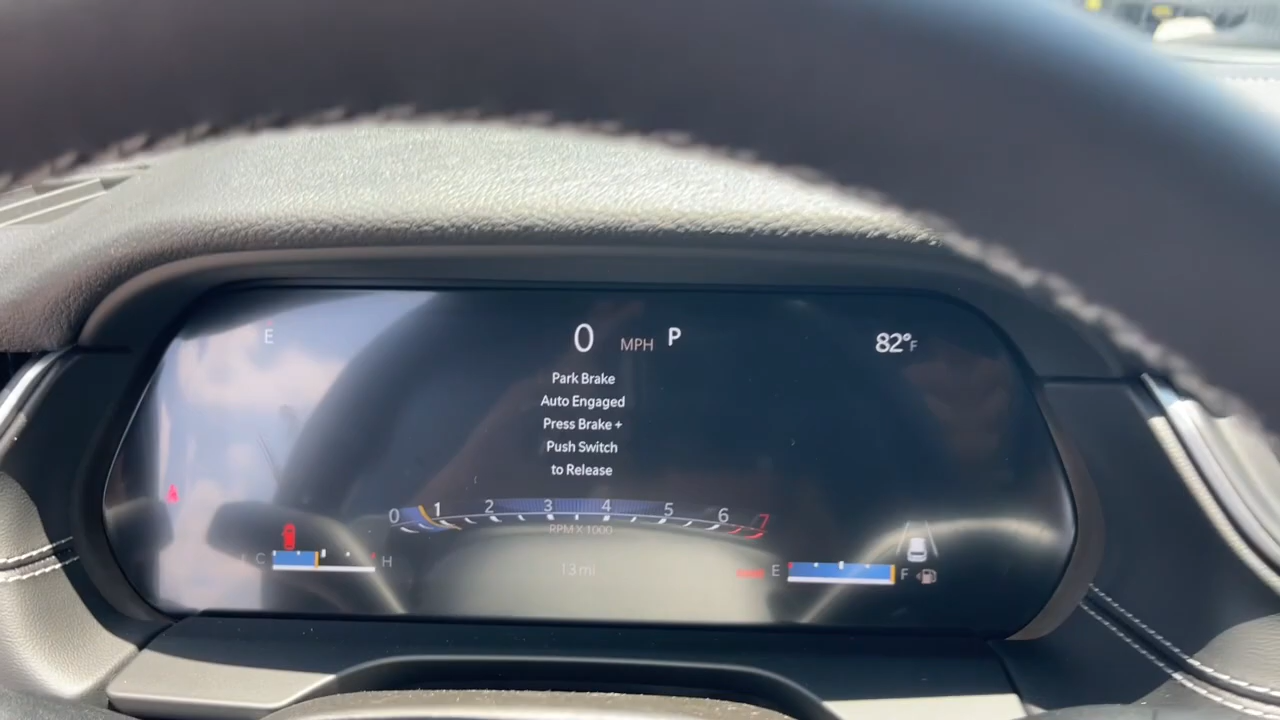 E
0 MPH P
82°F
Park Brake
Auto Engaged
Press Brake +
Push Switch
to Release
0 1 2 3 4 5 6 7
RPM X 1000
C H
13 mi
E F